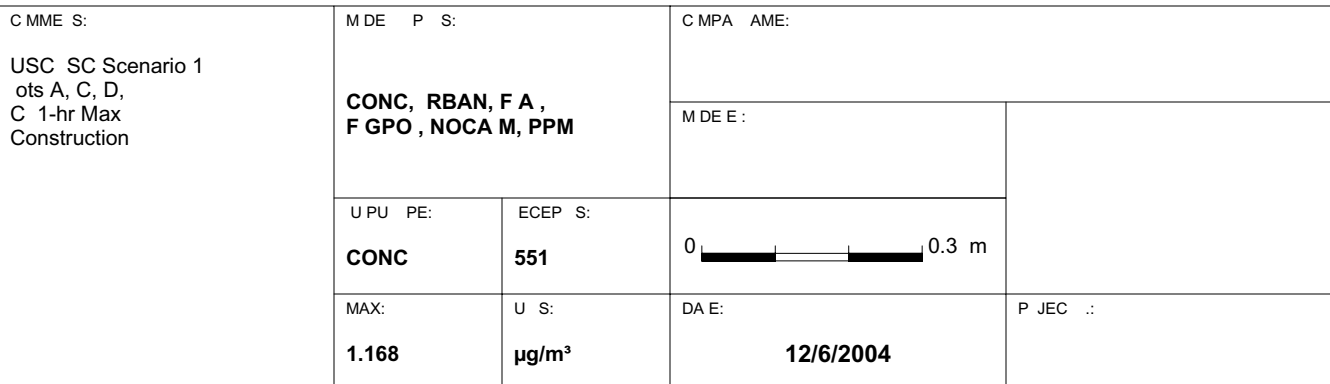 C MME S:
USC SC Scenario 1
ots A, C, D,
C 1-hr Max
Construction
M DE P S:
CONC, RBAN, F A ,
F GPO , NOCA M, PPM
C MPA AME:
M DE E :
U PU PE:
CONC
ECEP S:
551
0 0.3 m
MAX:
1.168
U S:
µg/m³
DA E:
12/6/2004
P JEC .: